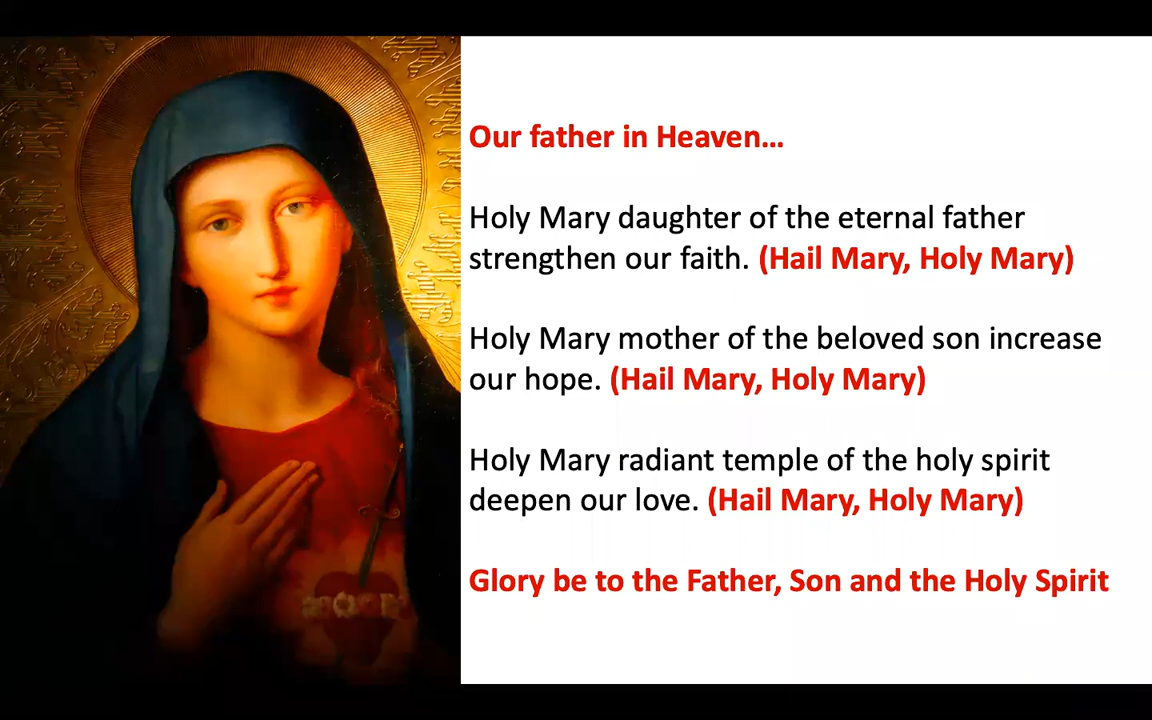 Our father in Heaven...
Holy Mary daughter of the eternal father
strengthen our faith. (Hail Mary, Holy Mary)
Holy Mary mother of the beloved son increase
our hope. (Hail Mary, Holy Mary)
Holy Mary radiant temple of the holy spirit
deepen our love. (Hail Mary, Holy Mary)
Glory be to the Father, Son and the Holy Spirit